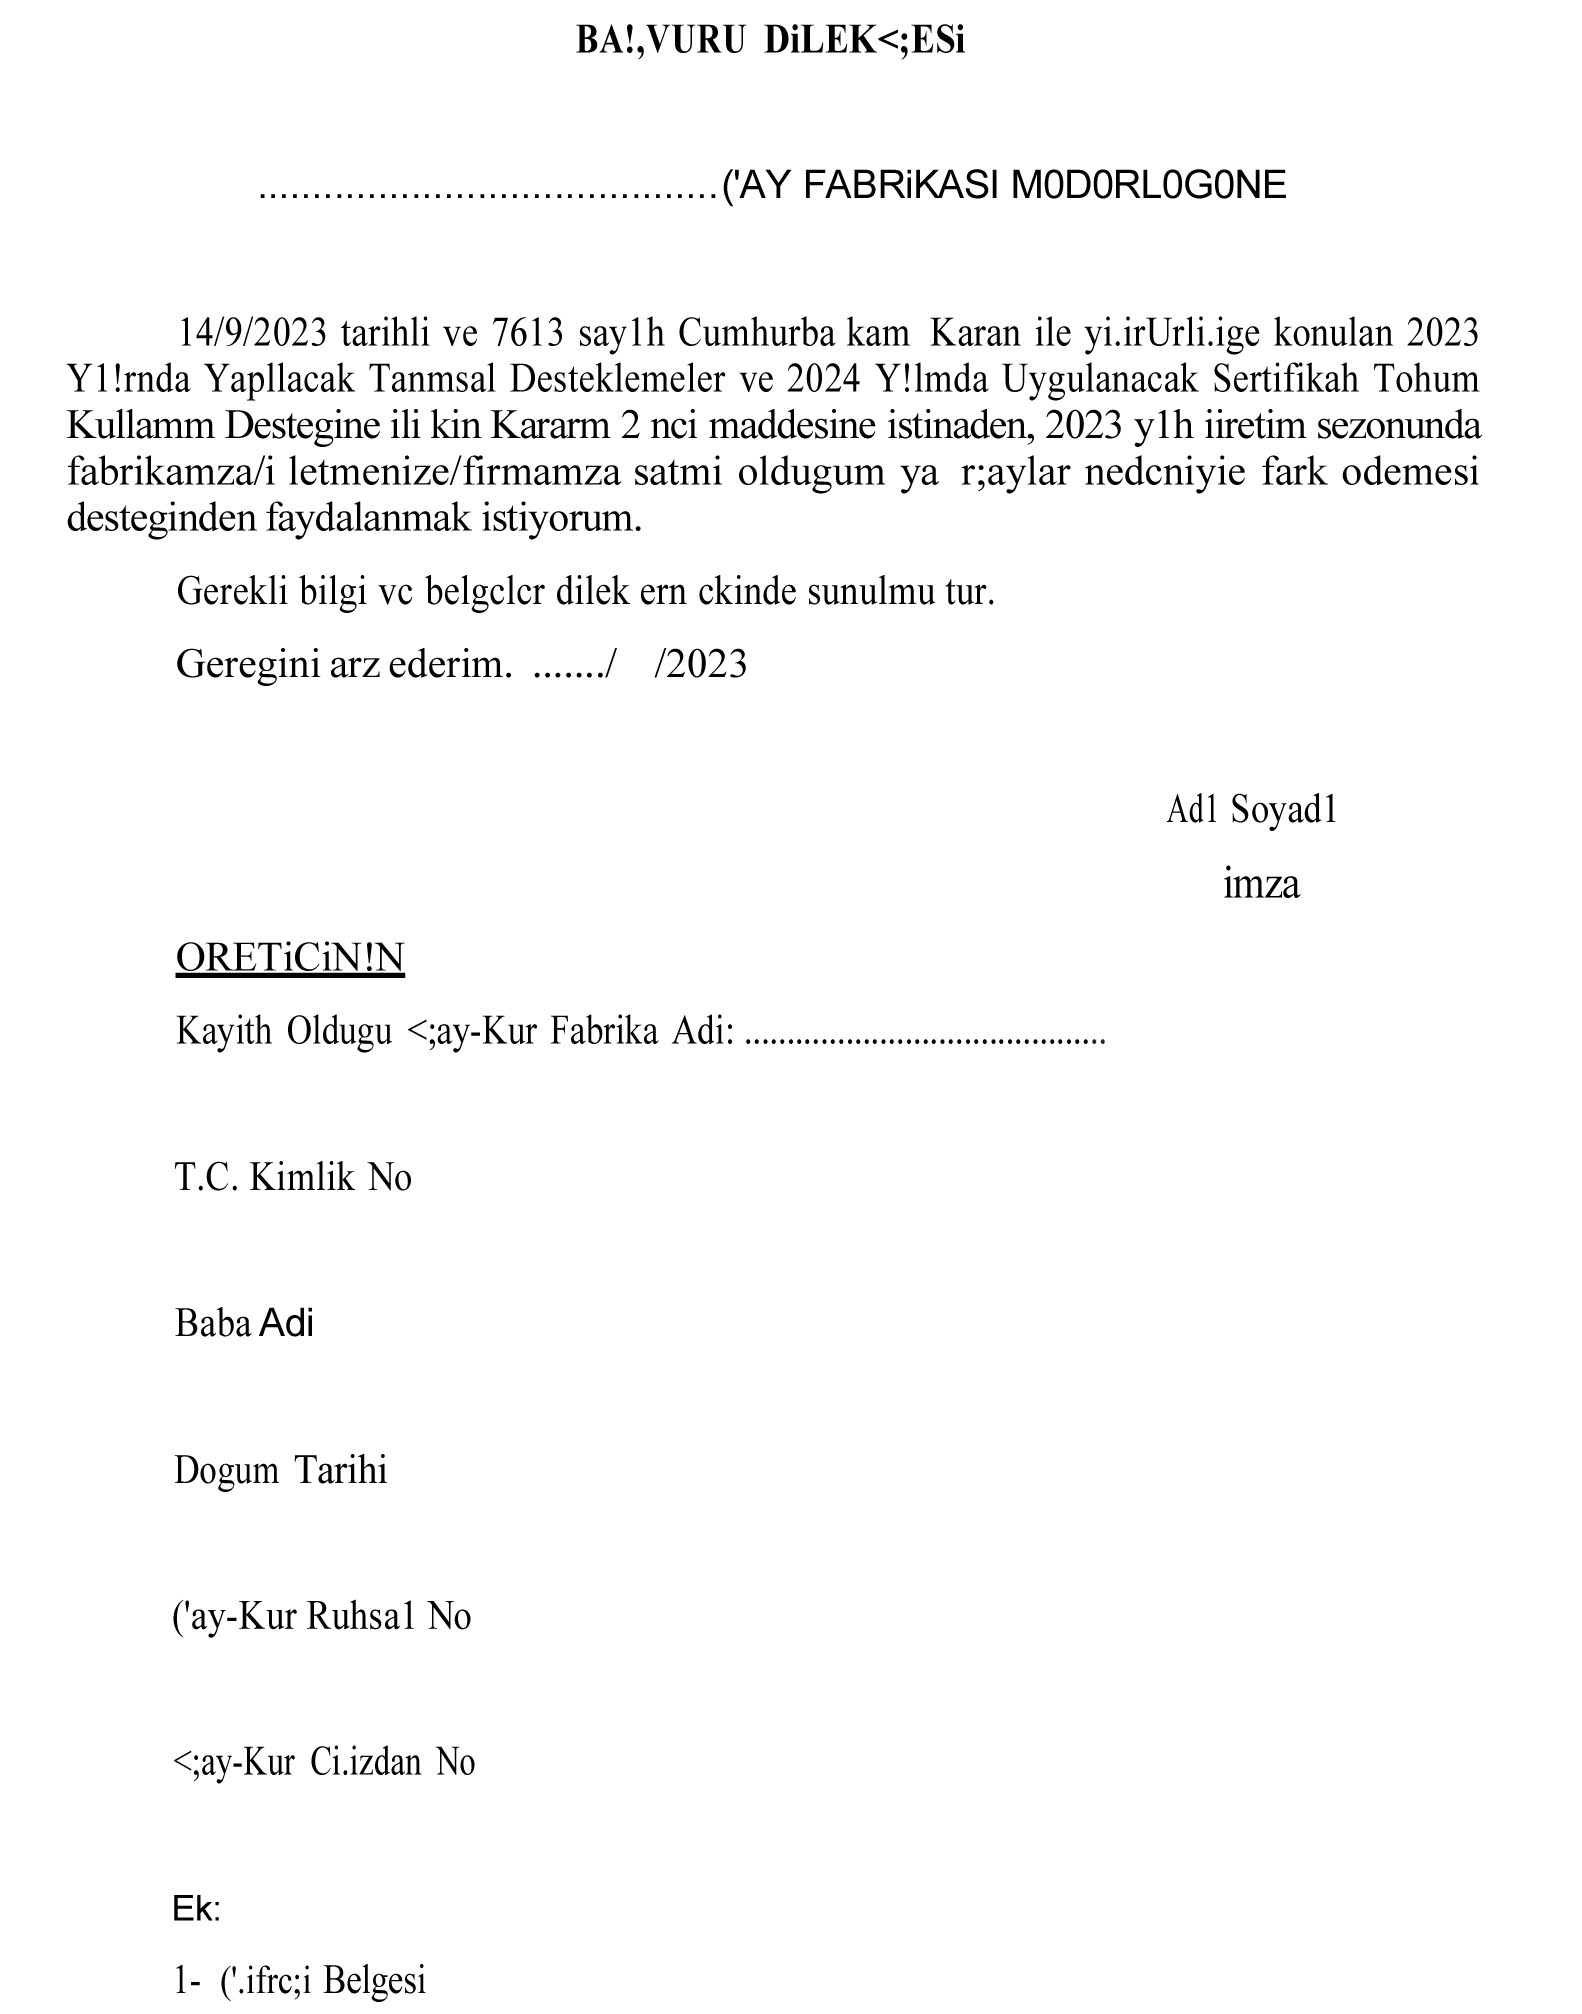 BA!,VURU DiLEK<;ESi
..........................................('AY FABRiKASI M0D0RL0G0NE
14/9/2023 tarihli ve 7613 say1h Cumhurba kam Karan ile yi.irUrli.ige konulan 2023
Y1!rnda Yapllacak Tanmsal Desteklemeler ve 2024 Y!lmda Uygulanacak Sertifikah Tohum
Kullamm Destegine ili kin Kararm 2 nci maddesine istinaden, 2023 y1h iiretim sezonunda
fabrikamza/i letmenize/firmamza satmi oldugum ya r;aylar nedcniyie fark odemesi
desteginden faydalanmak istiyorum.
Gerekli bilgi vc belgclcr dilek ern ckinde sunulmu tur.
Geregini arz ederim. ......./ /2023
Ad1 Soyad1
imza
ORETiCiN!N
Kayith Oldugu <;ay-Kur Fabrika Adi: ..........................................
T.C. Kimlik No
Baba Adi
Dogum Tarihi
('ay-Kur Ruhsa1 No
<;ay-Kur Ci.izdan No
Ek:
1- ('.ifrc;i Belgesi